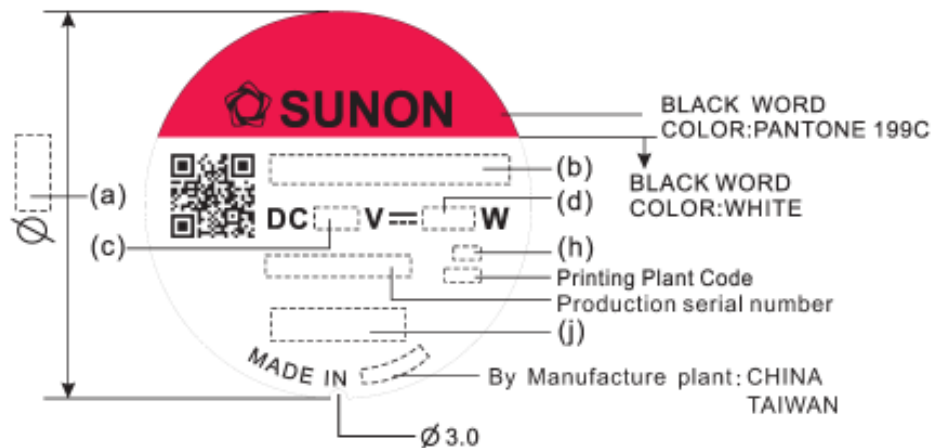 SUNON
BLACK WORD
COLOR:PANTONE 199C
(a)
(b)
BLACK WORD
COLOR:WHITE
(d)
DC V W
Ø
(c)
(h)
Printing Plant Code
Production serial number
(j)
MADE IN
By Manufacture plant: CHINA
TAIWAN
Ø 3.0